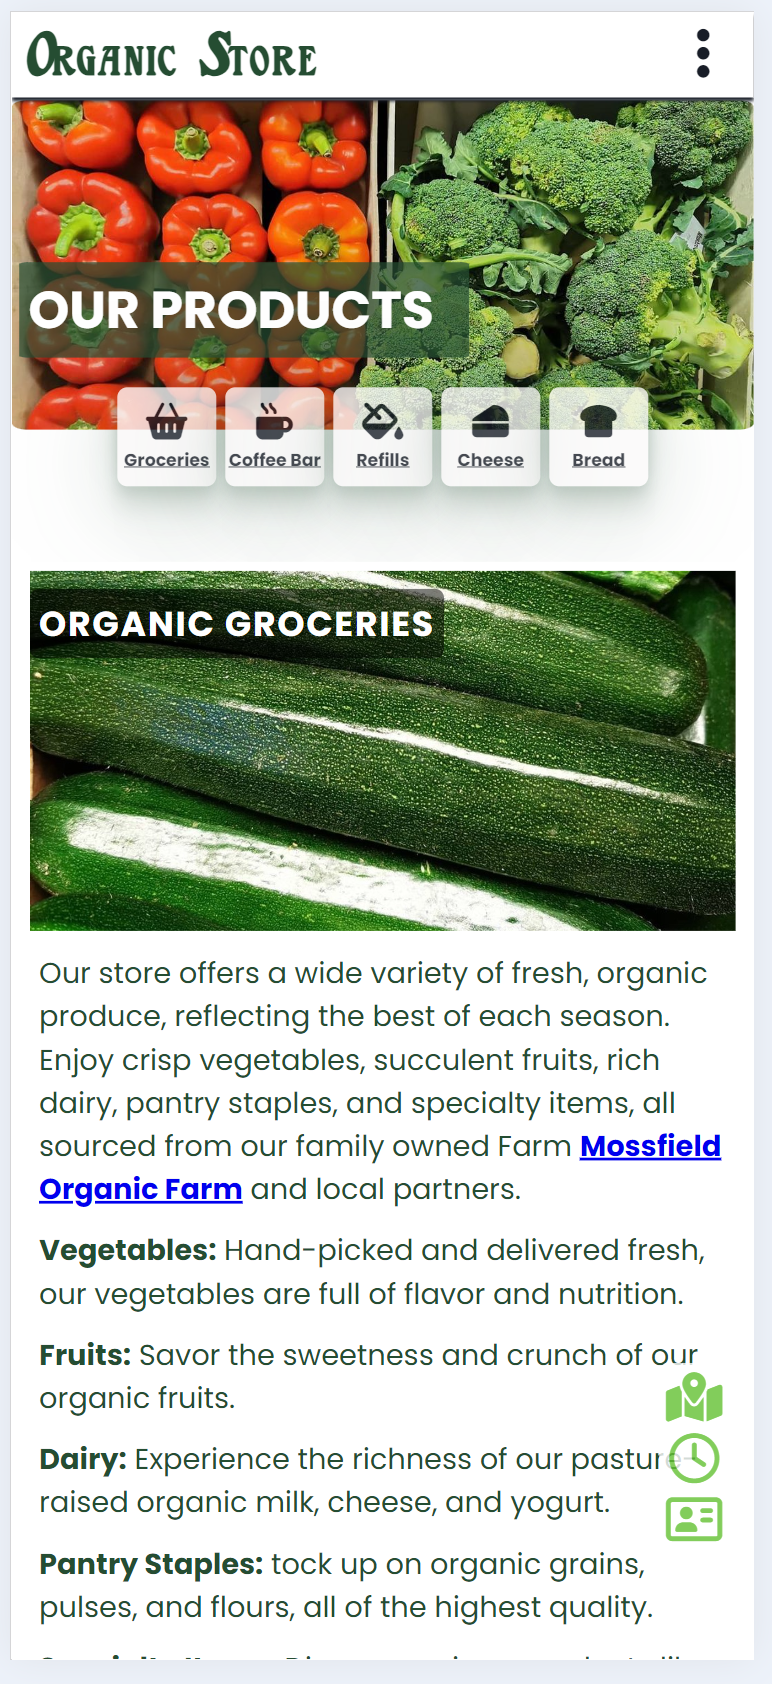 Organic Store
OUR PRODUCTS
Groceries
Coffee Bar
Refills
Cheese
Bread
ORGANIC GROCERIES
Our store offers a wide variety of fresh, organic
produce, reflecting the best of each season.
Enjoy crisp vegetables, succulent fruits, rich
dairy, pantry staples, and specialty items, all
sourced from our family owned Farm Mossfield
Organic Farm and local partners.
Vegetables: Hand-picked and delivered fresh,
our vegetables are full of flavor and nutrition.
Fruits: Savor the sweetness and crunch of our
organic fruits.
Dairy: Experience the richness of our pasture-
raised organic milk, cheese, and yogurt.
Pantry Staples: tock up on organic grains,
pulses, and flours, all of the highest quality.